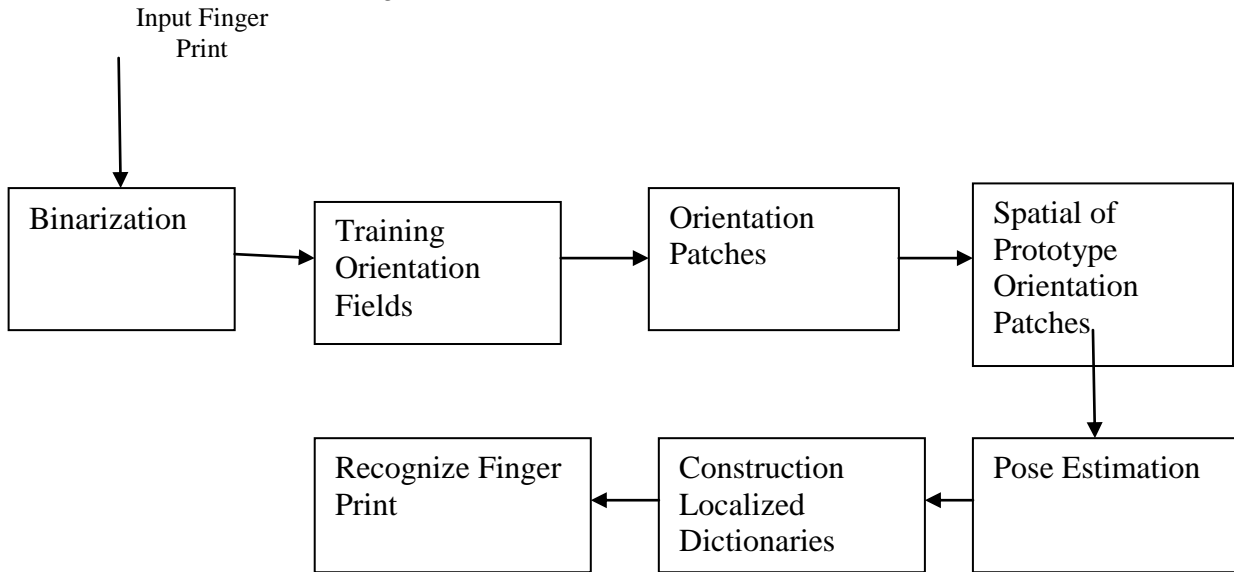 Input Finger
Print
Binarization
Training
Orientation
Fields
Orientation
Patches
Spatial of
Prototype
Orientation
Patches
Pose Estimation
Construction
Localized
Dictionaries
Recognize Finger
Print